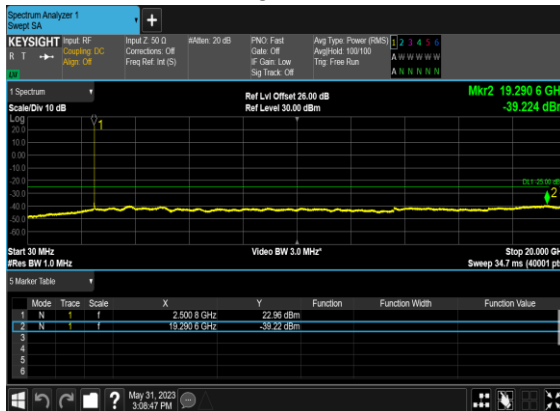 Spectrum Analyzer 1
Swept SA
+
KEYSIGHT Input: RF Input Z: 50 Ω #Atten: 20 dB PNO: Fast Avg Type: Power (RMS) 1 2 3 4 5 6
R T Coupling: DC Corrections: Off Gate: Off Avg|Hold: 100/100 A W W W W W
Align: Off Freq Ref: Int (S) IF Gain: Low Trig: Free Run
Sig Track: Off A N N N N N
1 Spectrum Ref Lvl Offset 26.00 dB Mkr2 19.290 6 GH
Scale/Div 10 dB Ref Level 30.00 dBm -39.224 dBr
Log
1
20.0
10.0
0.00
-10.0
-20.0
DL1 -25.00 dB
-30.0
2
-40.0
-50.0
-60.0
Start 30 MHz Video BW 3.0 MHz* Stop 20.000 GH
#Res BW 1.0 MHz Sweep 34.7 ms (40001 pt
5 Marker Table
Mode Trace Scale X Y Function Function Width Function Value
1 N 1 f 2.500 8 GHz 22.96 dBm
2 N 1 f 19.290 6 GHz -39.22 dBm
3
4
5
6
? May 31, 2023
3:08:47 PM